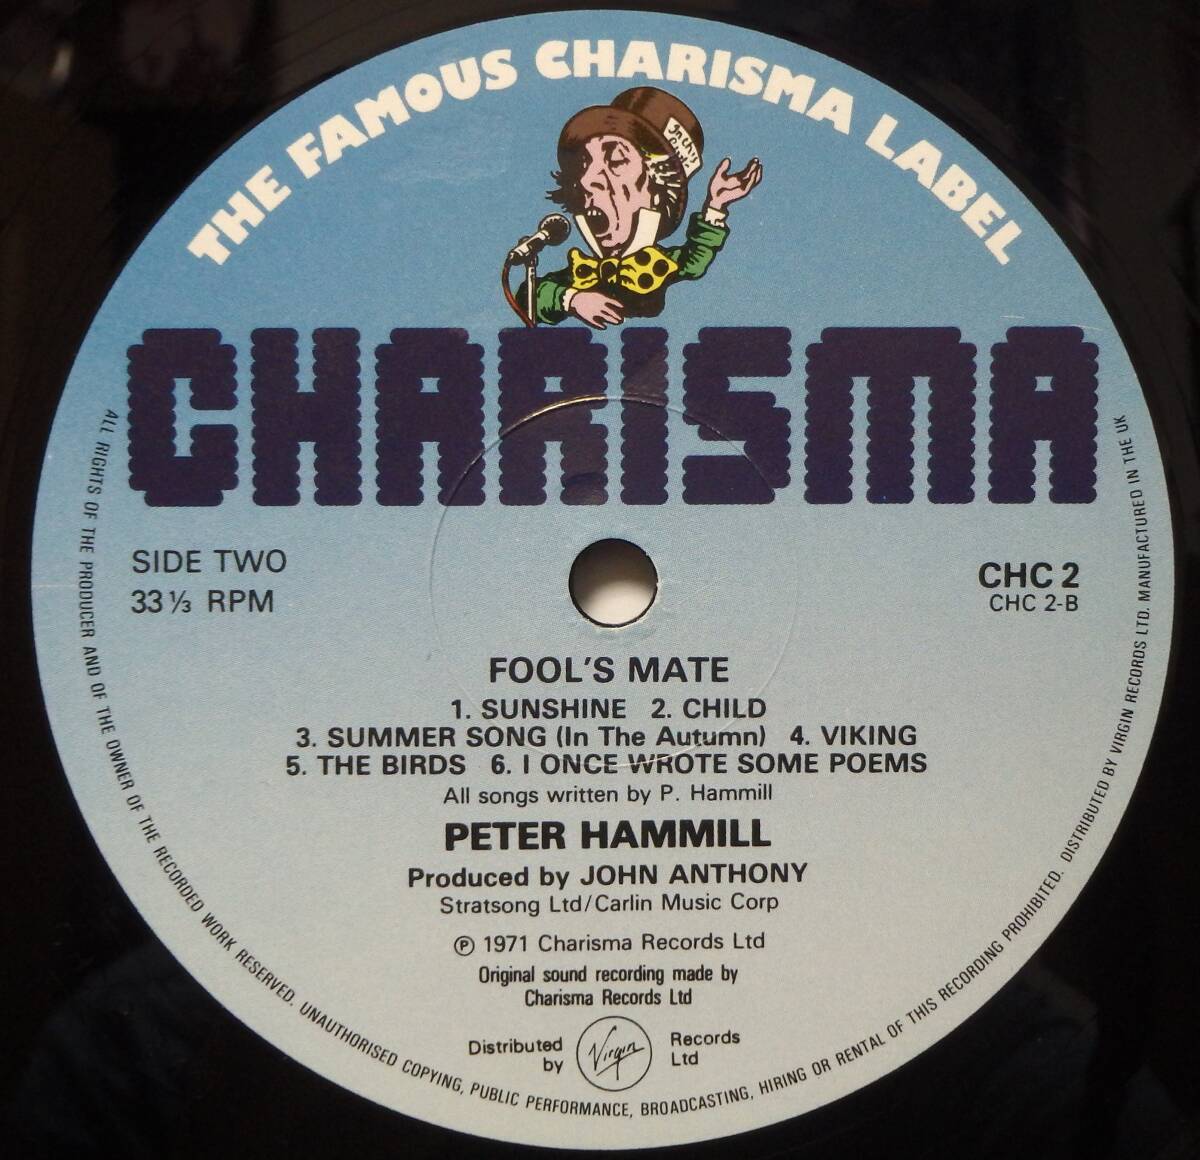 THE FAMOUS CHARISMA LABEL
In this
CHARISMA
SIDE TWO
33 ⅓ RPM
CHC 2
CHC 2-B
FOOL'S MATE
1. SUNSHINE 2. CHILD
3. SUMMER SONG (In The Autumn) 4. VIKING
5. THE BIRDS 6. I ONCE WROTE SOME POEMS
All songs written by P. Hammill
PETER HAMMILL
Produced by JOHN ANTHONY
Stratsong Ltd/Carlin Music Corp
℗ 1971 Charisma Records Ltd
Original sound recording made by
Charisma Records Ltd
Distributed by Virgin Records Ltd
ALL RIGHTS OF THE PRODUCER AND OF THE OWNER OF THE RECORDED WORK RESERVED. UNAUTHORISED COPYING, PUBLIC PERFORMANCE, BROADCASTING, HIRING OR RENTAL OF THIS RECORDING PROHIBITED. DISTRIBUTED BY VIRGIN RECORDS LTD. MANUFACTURED IN THE UK